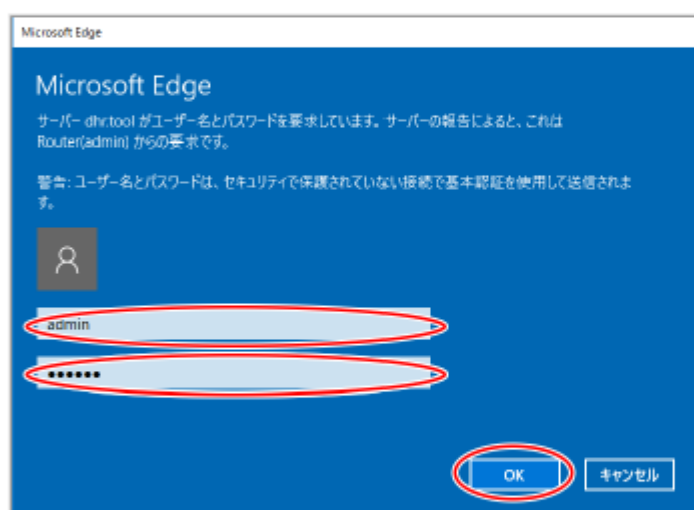 Microsoft Edge
Microsoft Edge
サーバー dhr.tool がユーザー名とパスワードを要求しています。サーバーの報告によると、これは
Router(admin) からの要求です。
警告: ユーザー名とパスワードは、セキュリティで保護されていない接続で基本認証を使用して送信されま
す。
admin
••••••
OK
キャンセル